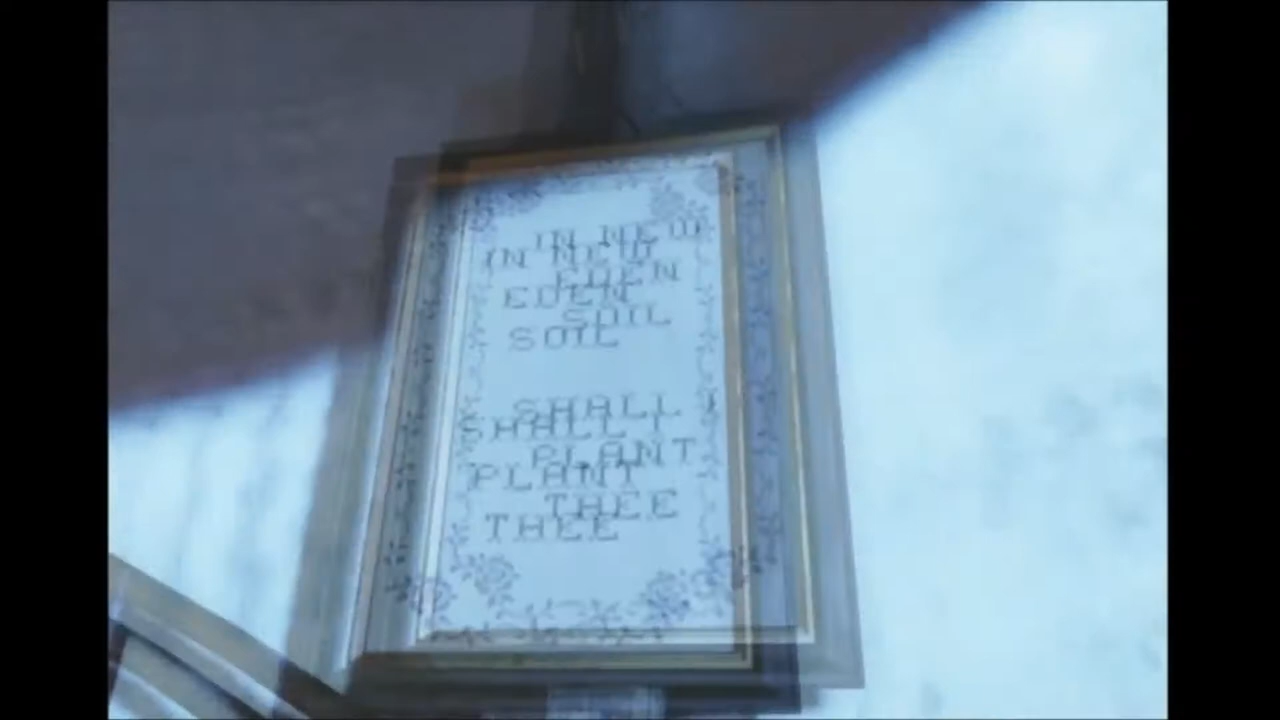 IN NEW
EDEN
SOIL
SHALL I
PLANT
THEE